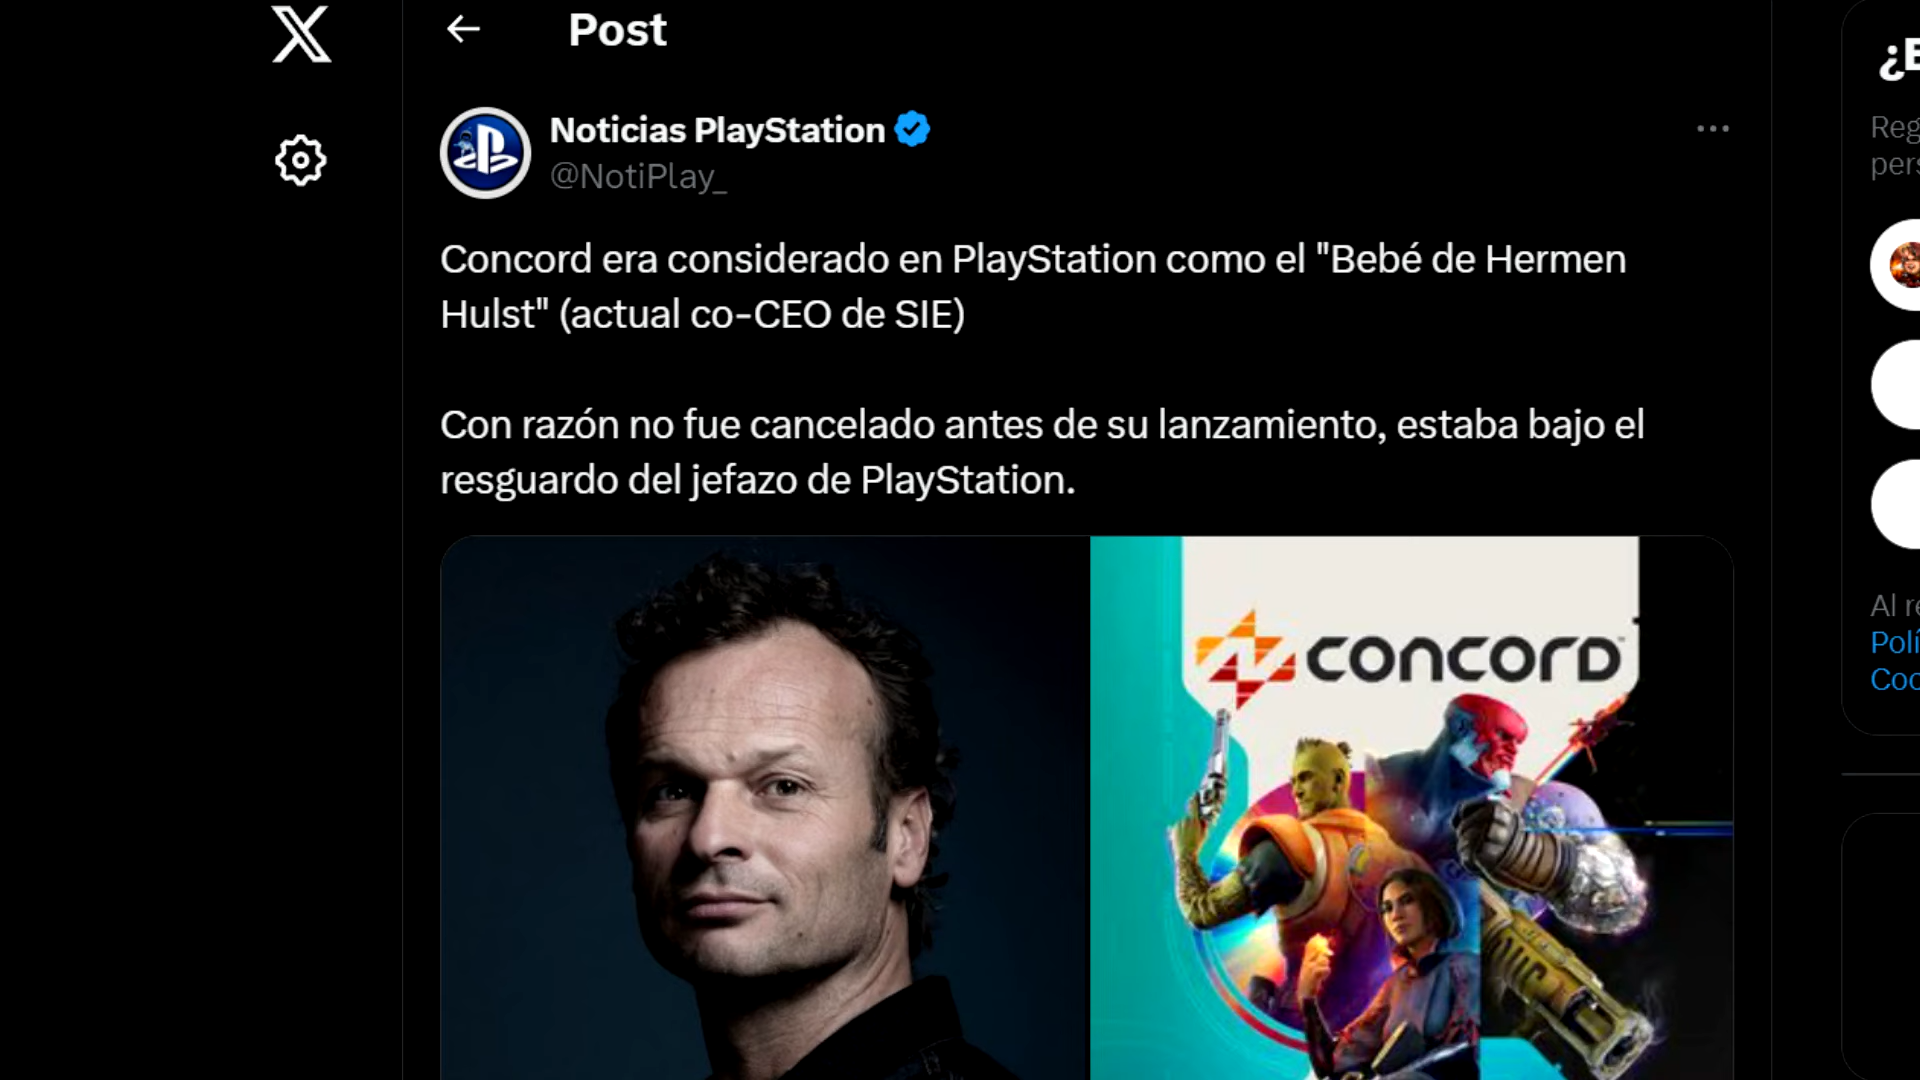 Post
Noticias PlayStation
@NotiPlay_
Concord era considerado en PlayStation como el "Bebé de Hermen
Hulst" (actual co-CEO de SIE)
Con razón no fue cancelado antes de su lanzamiento, estaba bajo el
resguardo del jefazo de PlayStation.
CONCORD
Al